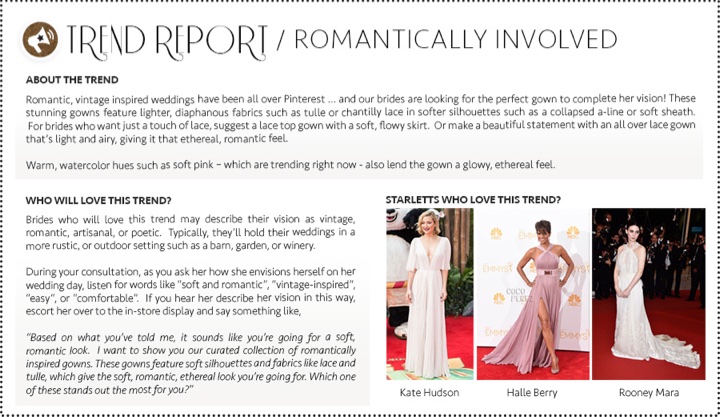 TREND REPORT / ROMANTICALLY INVOLVED
ABOUT THE TREND
Romantic, vintage inspired weddings have been all over Pinterest ... and our brides are looking for the perfect gown to complete her vision! These
stunning gowns feature lighter, diaphanous fabrics such as tulle or chantilly lace in softer silhouettes such as a collapsed a-line or soft sheath.
For brides who want just a touch of lace, suggest a lace top gown with a soft, flowy skirt. Or make a beautiful statement with an all over lace gown
that's light and airy, giving it that ethereal, romantic feel.
Warm, watercolor hues such as soft pink – which are trending right now - also lend the gown a glowy, ethereal feel.
WHO WILL LOVE THIS TREND?
Brides who will love this trend may describe their vision as vintage,
romantic, artisanal, or poetic. Typically, they'll hold their weddings in a
more rustic, or outdoor setting such as a barn, garden, or winery.
During your consultation, as you ask her how she envisions herself on her
wedding day, listen for words like "soft and romantic", "vintage-inspired",
"easy", or "comfortable". If you hear her describe her vision in this way,
escort her over to the in-store display and say something like,
"Based on what you've told me, it sounds like you're going for a soft,
romantic look. I want to show you our curated collection of romantically
inspired gowns. These gowns feature soft silhouettes and fabrics like lace and
tulle, which give the soft, romantic, ethereal look you're going for. Which one
of these stands out the most for you?"
STARLETTS WHO LOVE THIS TREND?
NBC
COCO
PEREZ
Kate Hudson
Halle Berry
Rooney Mara